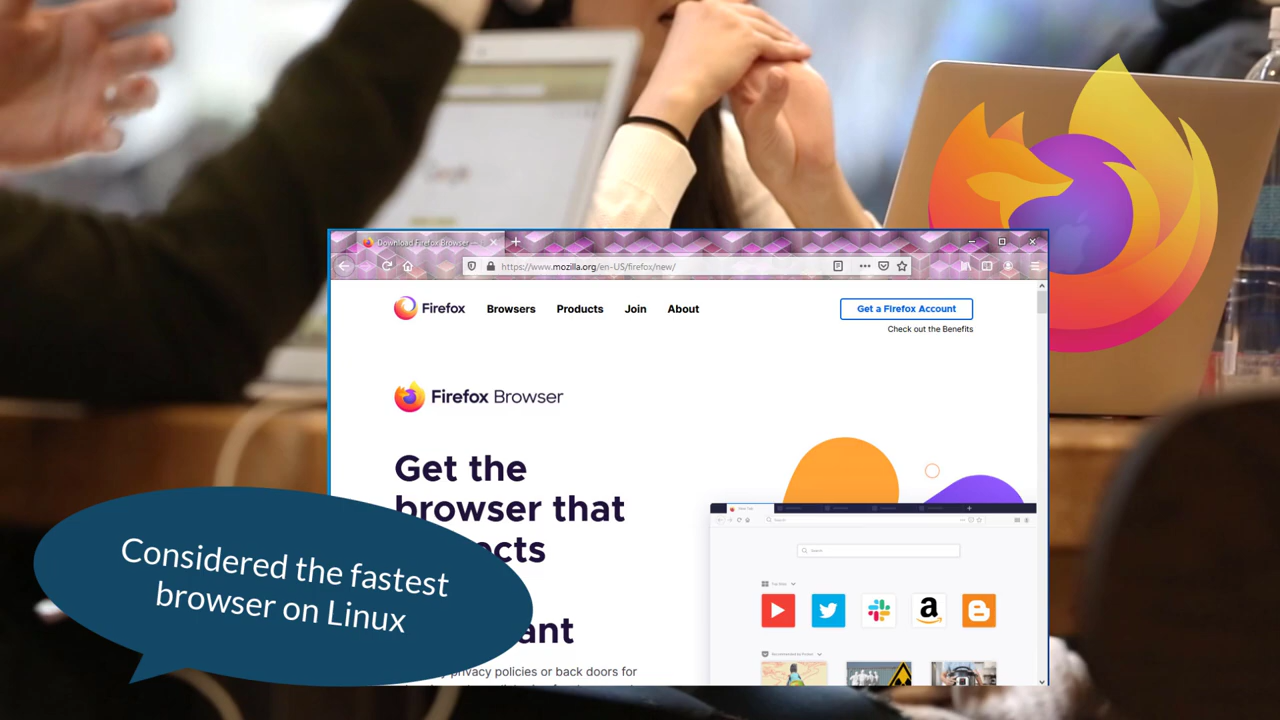 Download Firefox Browser —
https://www.mozilla.org/en-US/firefox/new/
Firefox
Browsers
Products
Join
About
Get a Firefox Account
Check out the Benefits
Firefox Browser
Get the
browser that
cts
ant
privacy policies or back doors for
Search
Considered the fastest
browser on Linux